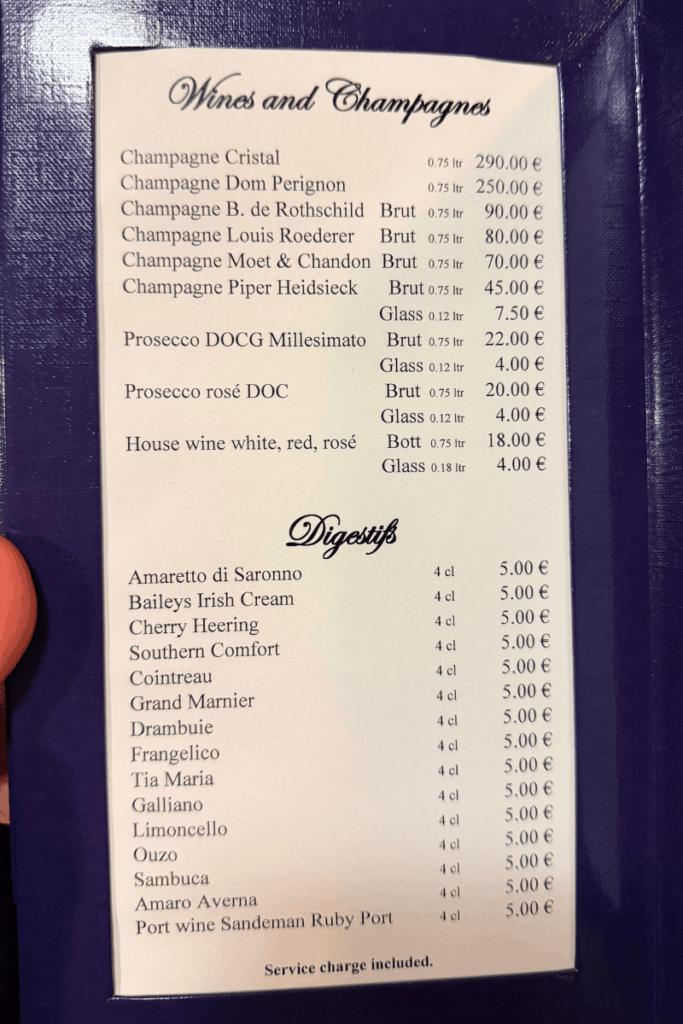 Wines and Champagnes
Champagne Cristal 0.75 ltr 290.00 €
Champagne Dom Perignon 0.75 ltr 250.00 €
Champagne B. de Rothschild Brut 0.75 ltr 90.00 €
Champagne Louis Roederer Brut 0.75 ltr 80.00 €
Champagne Moet & Chandon Brut 0.75 ltr 70.00 €
Champagne Piper Heidsieck Brut 0.75 ltr 45.00 €
Glass 0.12 ltr 7.50 €
Prosecco DOCG Millesimato Brut 0.75 ltr 22.00 €
Glass 0.12 ltr 4.00 €
Prosecco rosé DOC Brut 0.75 ltr 20.00 €
Glass 0.12 ltr 4.00 €
House wine white, red, rosé Bott 0.75 ltr 18.00 €
Glass 0.18 ltr 4.00 €
Digestifs
Amaretto di Saronno 4 cl 5.00 €
Baileys Irish Cream 4 cl 5.00 €
Cherry Heering 4 cl 5.00 €
Southern Comfort 4 cl 5.00 €
Cointreau 4 cl 5.00 €
Grand Marnier 4 cl 5.00 €
Drambuie 4 cl 5.00 €
Frangelico 4 cl 5.00 €
Tia Maria 4 cl 5.00 €
Galliano 4 cl 5.00 €
Limoncello 4 cl 5.00 €
Ouzo 4 cl 5.00 €
Sambuca 4 cl 5.00 €
Amaro Averna 4 cl 5.00 €
Port wine Sandeman Ruby Port 4 cl 5.00 €
Service charge included.